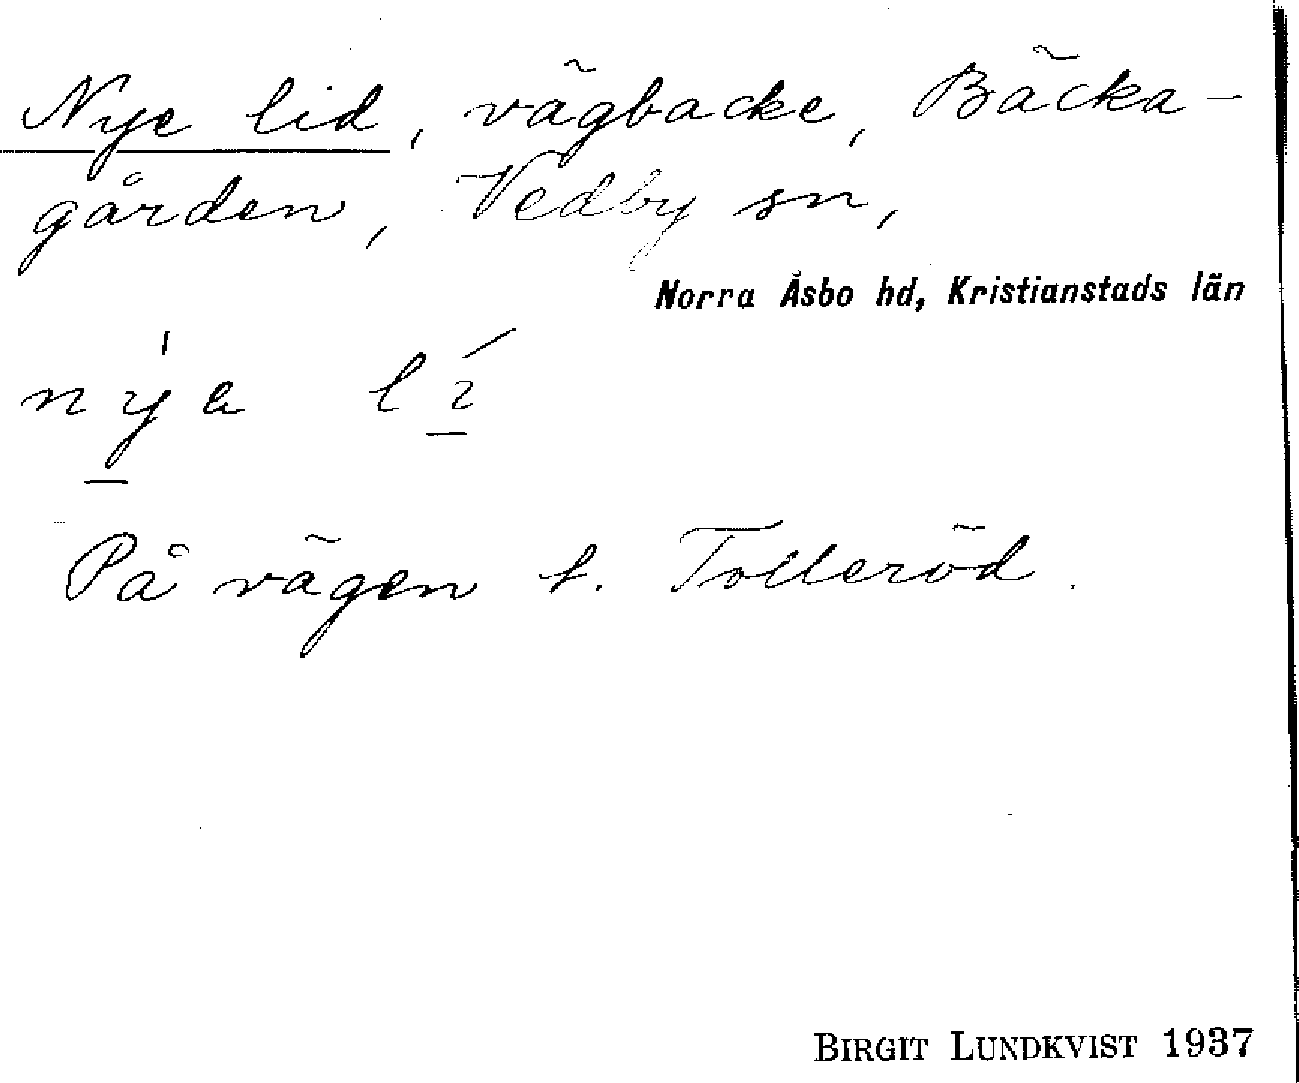 Nye lid, vägbacke, Bäcka-
gården, Vedby sn,
Norra Åsbo hd, Kristianstads län
ný̠a lí̠
På vägen t. Tolleröd.
BIRGIT LUNDKVIST 1937